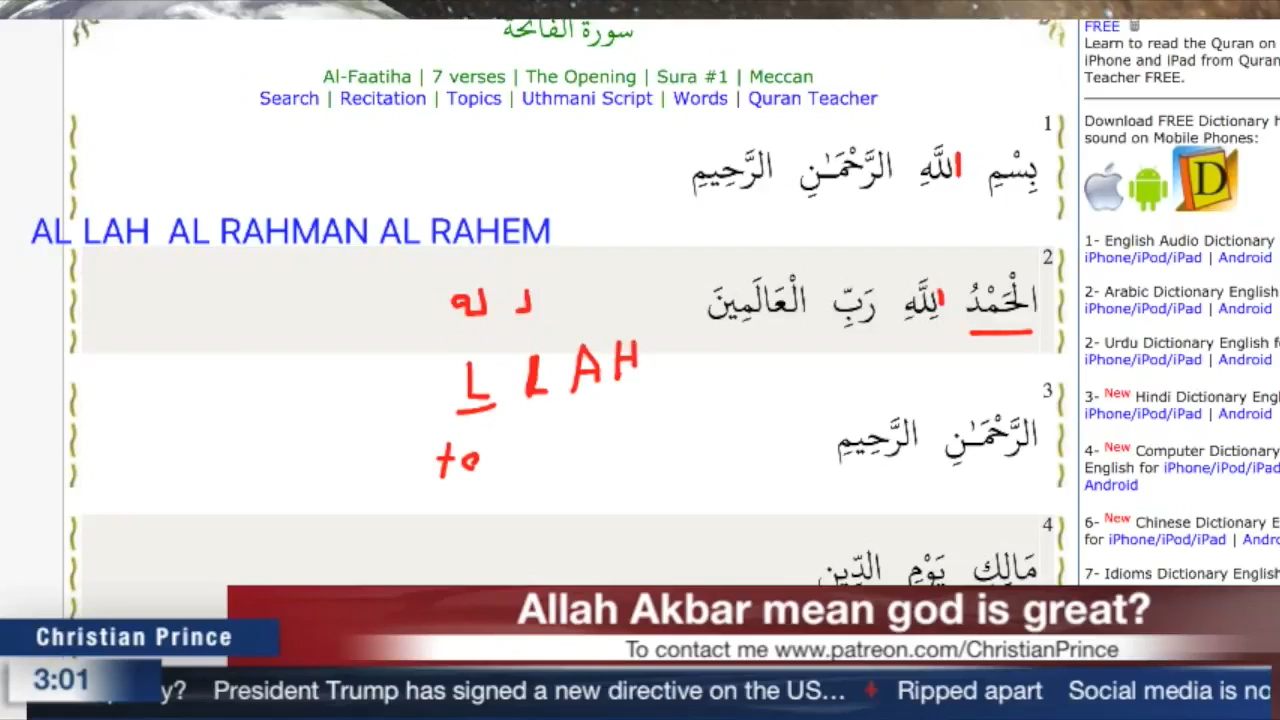 سورة الفاتحة
Al-Faatiha | 7 verses | The Opening | Sura #1 | Meccan
Search | Recitation | Topics | Uthmani Script | Words | Quran Teacher
1
بِسْمِ اللَّهِ الرَّحْمَـٰنِ الرَّحِيمِ
AL LAH AL RAHMAN AL RAHEM
2
الْحَمْدُ لِلَّهِ رَبِّ الْعَالَمِينَ
لـ له
L LAH
to
3
الرَّحْمَـٰنِ الرَّحِيمِ
4
مَالِكِ يَوْمِ الدِّينِ
FREE
Learn to read the Quran on
iPhone and iPad from Quran
Teacher FREE.
Download FREE Dictionary
sound on Mobile Phones:
D
1- English Audio Dictionary
iPhone/iPod/iPad | Android
2- Arabic Dictionary English
iPhone/iPod/iPad | Android
2- Urdu Dictionary English
iPhone/iPod/iPad | Android
3- New Hindi Dictionary
iPhone/iPod/iPad | Android
4- New Computer Dictionary
English for iPhone/iPod/iPad
Android
6- New Chinese Dictionary
for iPhone/iPod/iPad |
7- Idioms Dictionary English
Allah Akbar mean god is great?
Christian Prince
To contact me www.patreon.com/ChristianPrince
3:01
President Trump has signed a new directive on the US... Ripped apart Social media is